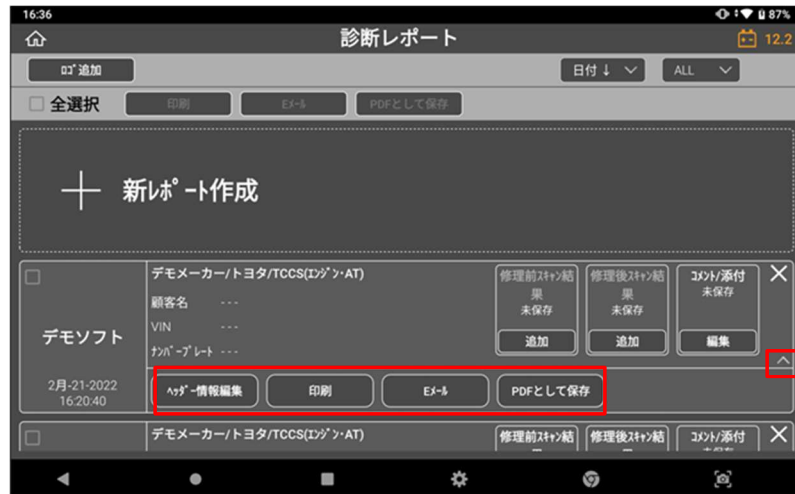 16:36
87%
診断レポート
12.2
ﾛｺﾞ追加
日付↓
ALL
全選択
印刷
Eﾒｰﾙ
PDFとして保存
新ﾚﾎﾟｰﾄ作成
デモソフト
2月-21-2022
16:20:40
デモメーカー/トヨタ/TCCS(ｴﾝｼﾞﾝ･AT)
顧客名 ---
VIN ---
ﾅﾝﾊﾞｰﾌﾟﾚｰﾄ ---
修理前ｽｷｬﾝ結
果
未保存
追加
修理後ｽｷｬﾝ結
果
未保存
追加
ｺﾒﾝﾄ/添付
未保存
編集
ﾍｯﾀﾞｰ情報編集
印刷
Eﾒｰﾙ
PDFとして保存
デモメーカー/トヨタ/TCCS(ｴﾝｼﾞﾝ･AT)
修理前ｽｷｬﾝ結
修理後ｽｷｬﾝ結
ｺﾒﾝﾄ/添付